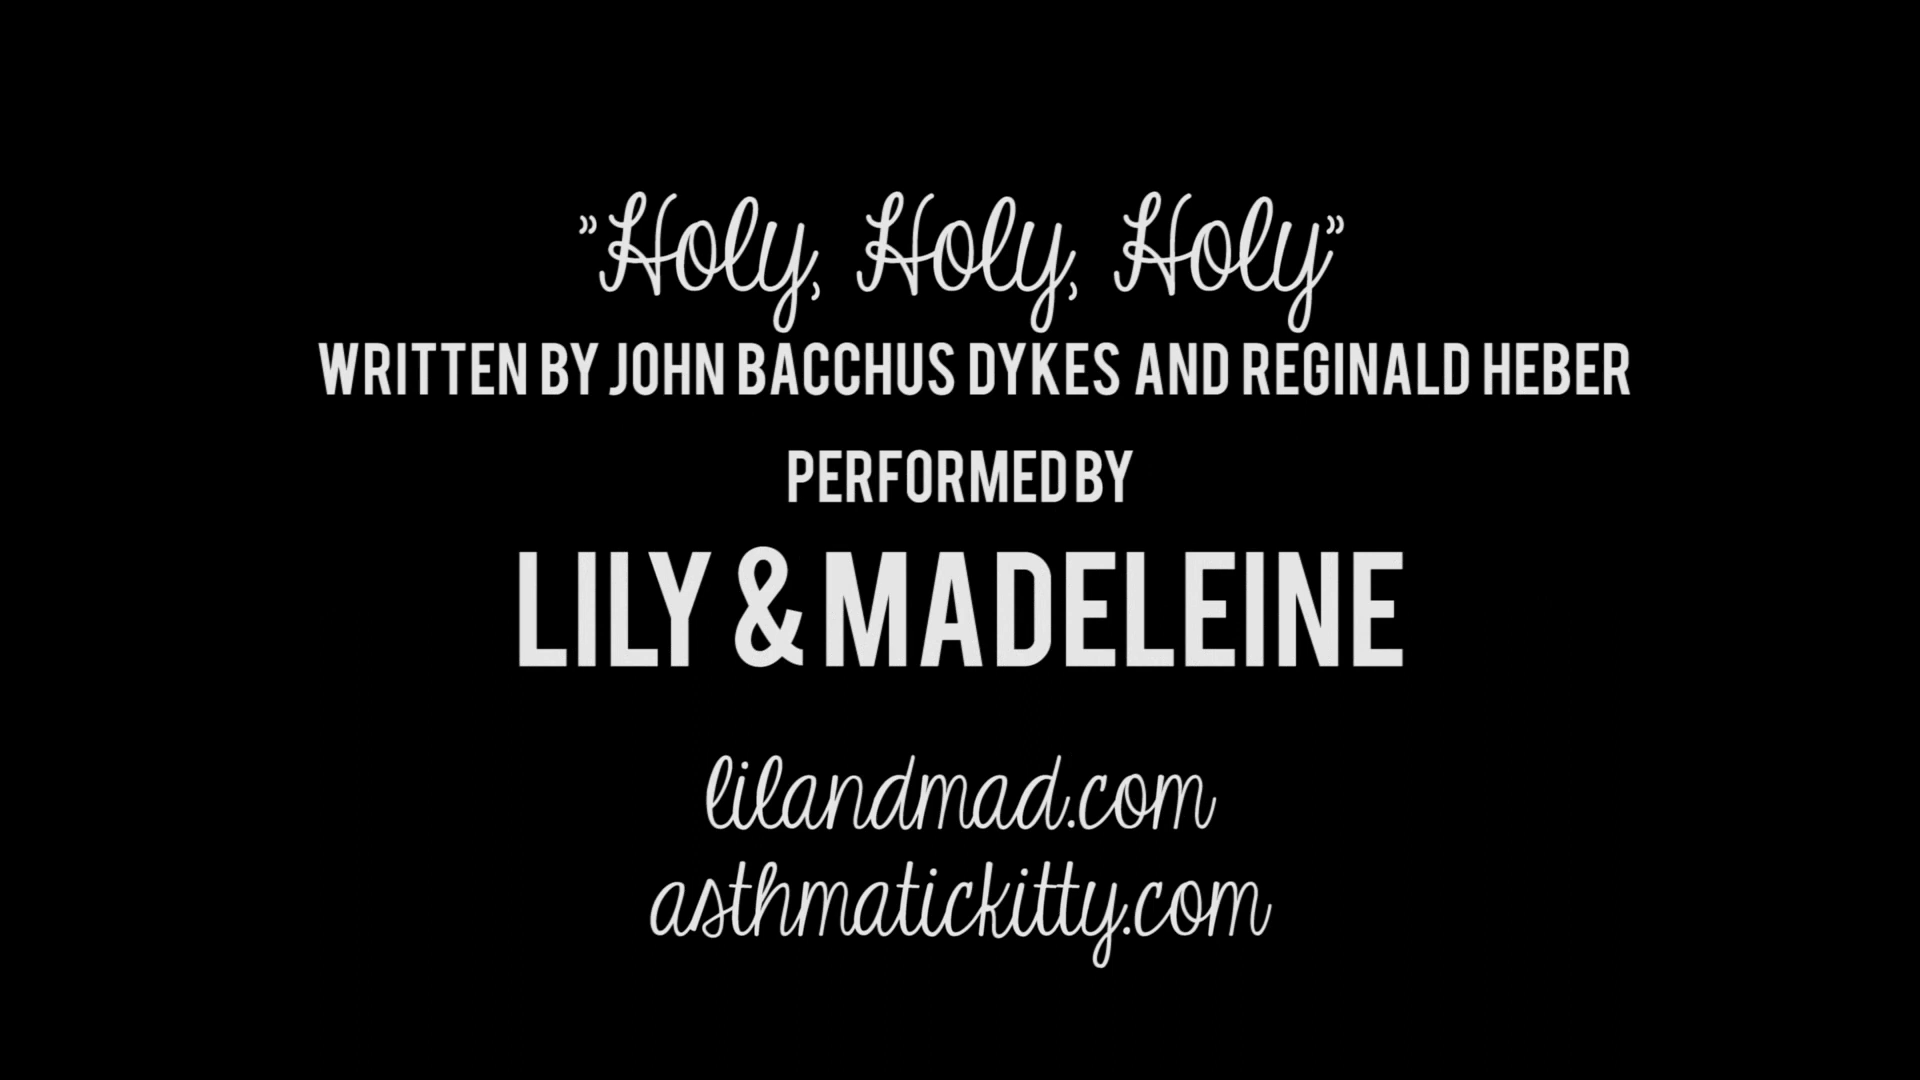 "Holy, Holy, Holy"
WRITTEN BY JOHN BACCHUS DYKES AND REGINALD HEBER
PERFORMED BY
LILY & MADELEINE
lilandmad.com
asthmatickitty.com